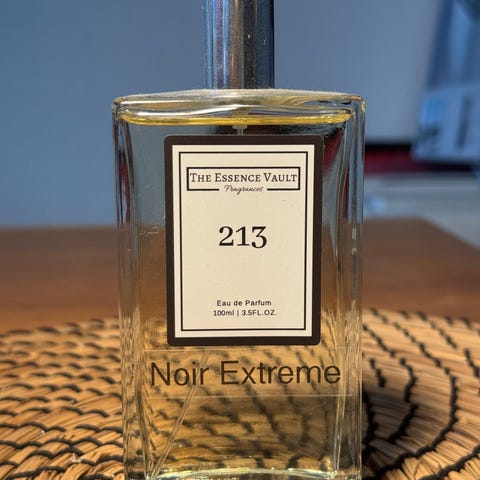 THE ESSENCE VAULT
Fragrances
213
Eau de Parfum
100ml | 3.5FL.OZ.
Noir Extreme